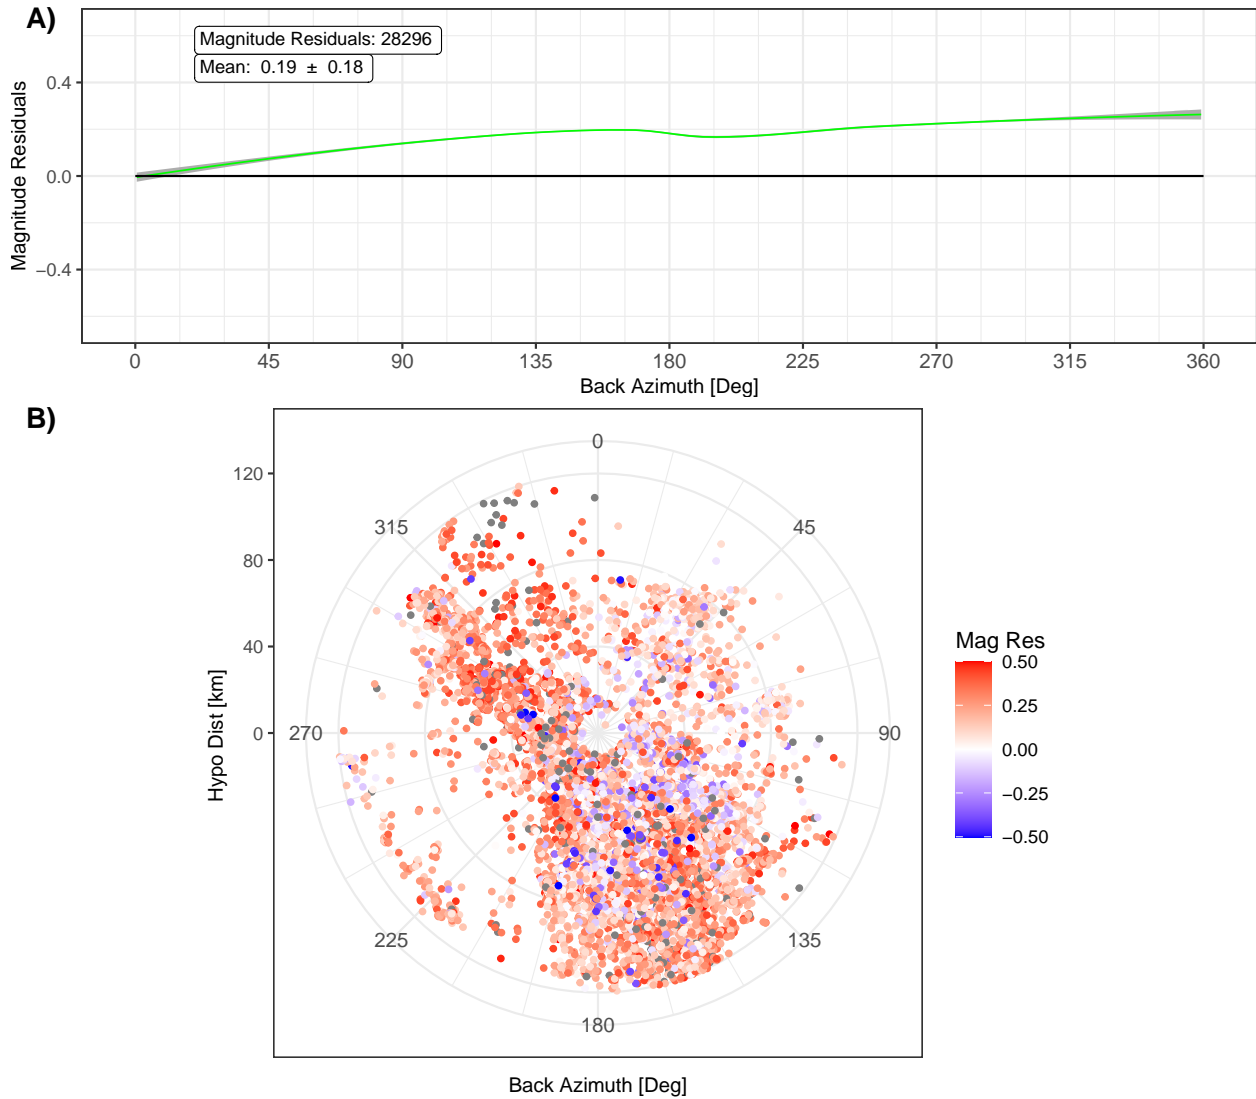 A)
Magnitude Residuals: 28296
Mean:  0.19  ±  0.18
Magnitude Residuals
0.4
0.0
−0.4
0 45 90 135 180 225 270 315 360
Back Azimuth [Deg]
B)
Hypo Dist [km]
120
80
40
0
0
45
90
135
180
225
270
315
Back Azimuth [Deg]
Mag Res
0.50
0.25
0.00
−0.25
−0.50